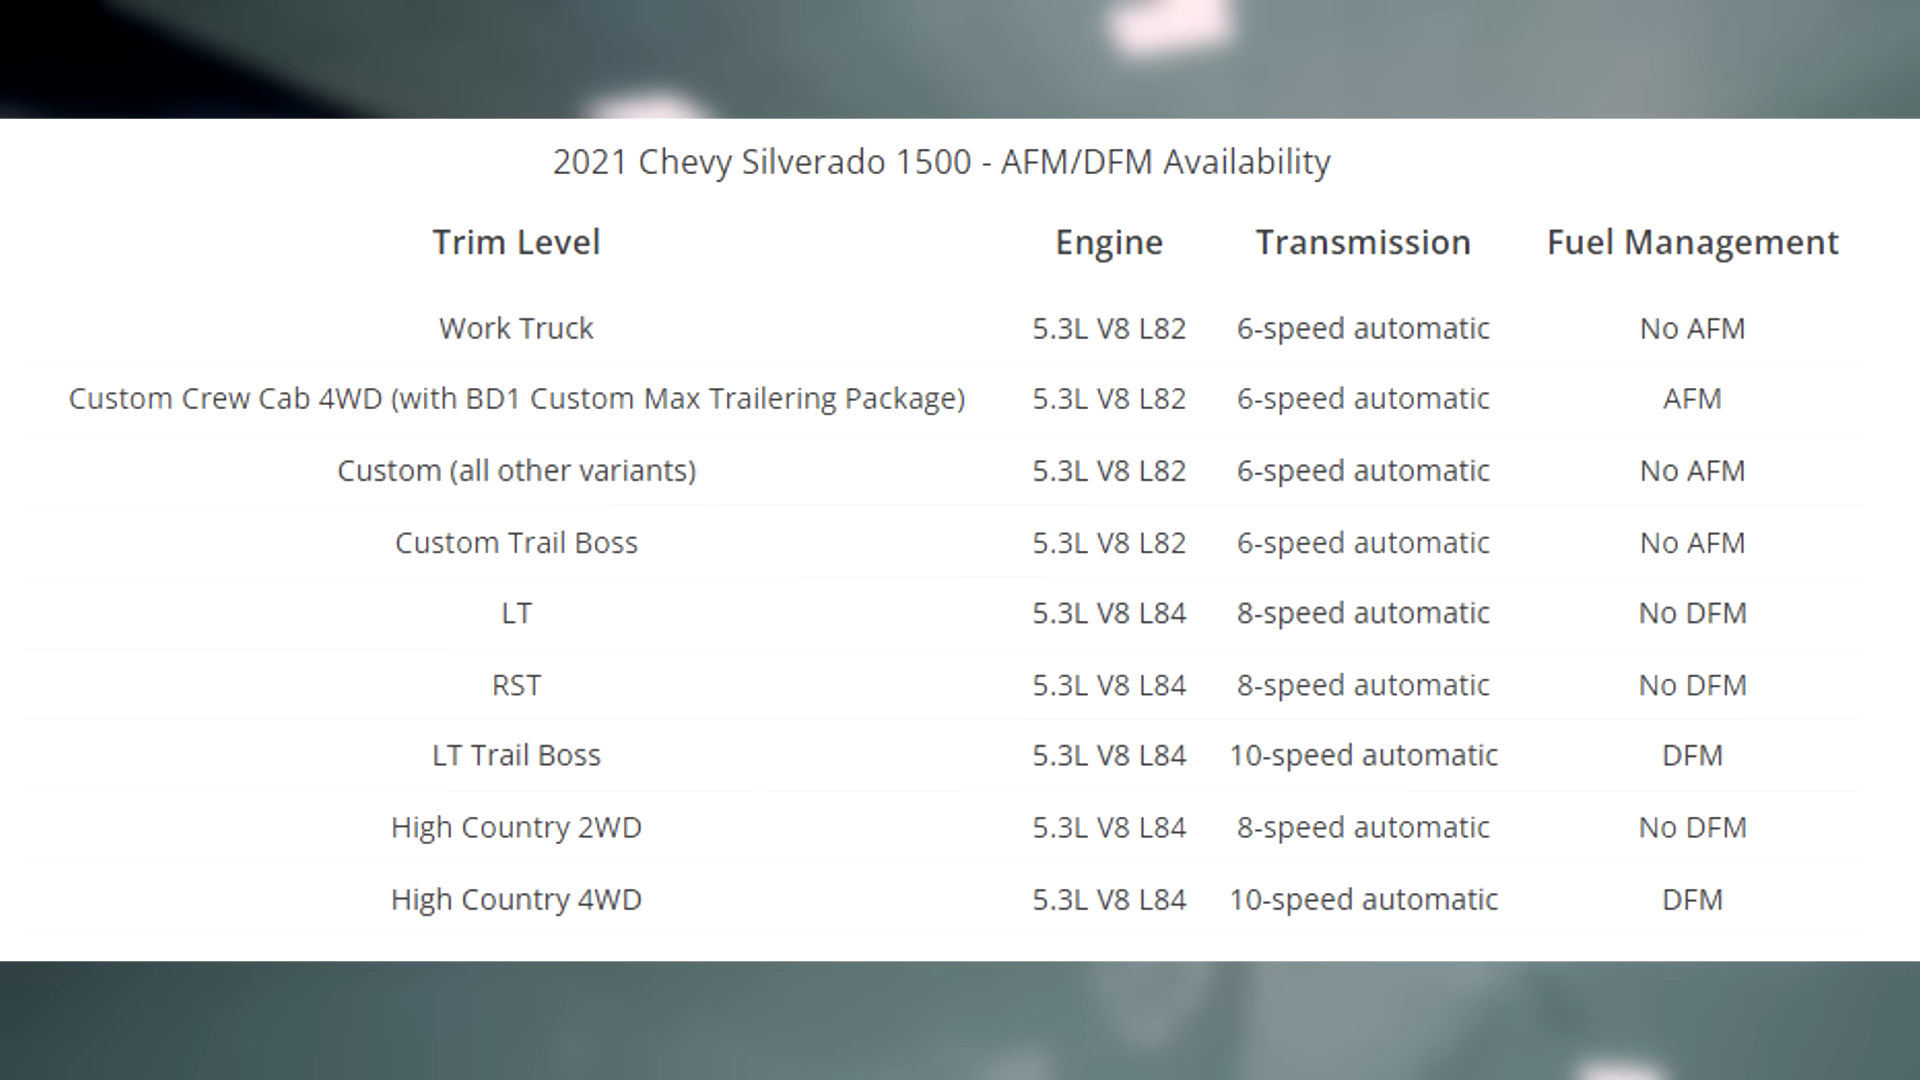 2021 Chevy Silverado 1500 - AFM/DFM Availability
Trim Level Engine Transmission Fuel Management
Work Truck 5.3L V8 L82 6-speed automatic No AFM
Custom Crew Cab 4WD (with BD1 Custom Max Trailering Package) 5.3L V8 L82 6-speed automatic AFM
Custom (all other variants) 5.3L V8 L82 6-speed automatic No AFM
Custom Trail Boss 5.3L V8 L82 6-speed automatic No AFM
LT 5.3L V8 L84 8-speed automatic No DFM
RST 5.3L V8 L84 8-speed automatic No DFM
LT Trail Boss 5.3L V8 L84 10-speed automatic DFM
High Country 2WD 5.3L V8 L84 8-speed automatic No DFM
High Country 4WD 5.3L V8 L84 10-speed automatic DFM